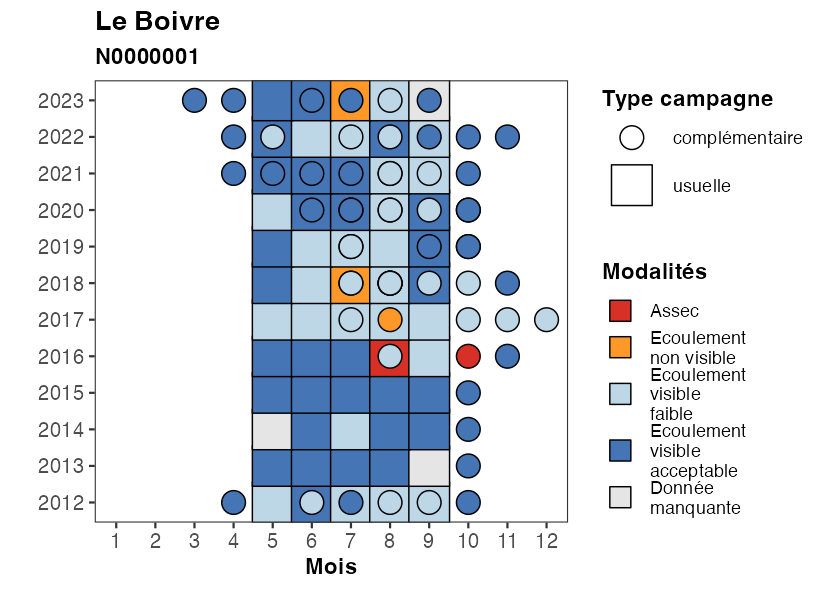 Le Boivre
N0000001
2023
2022
2021
2020
2019
2018
2017
2016
2015
2014
2013
2012
1 2 3 4 5 6 7 8 9 10 11 12
Mois
Type campagne
complémentaire
usuelle
Modalités
Assec
Ecoulement
non visible
Ecoulement
visible
faible
Ecoulement
visible
acceptable
Donnée
manquante